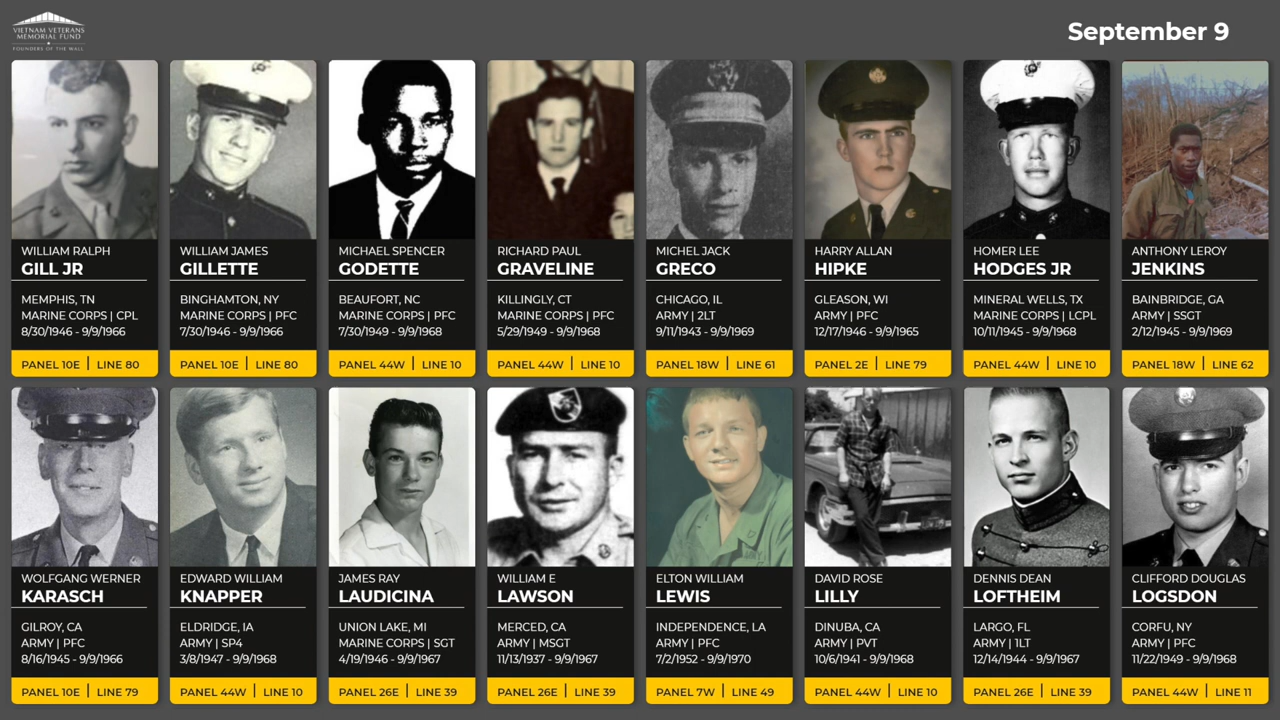 VIETNAM VETERANS
MEMORIAL FUND
FOUNDERS OF THE WALL
September 9
WILLIAM RALPH
GILL JR
MEMPHIS, TN
MARINE CORPS | CPL
8/30/1946 - 9/9/1966
PANEL 10E | LINE 80
WILLIAM JAMES
GILLETTE
BINGHAMTON, NY
MARINE CORPS | PFC
7/30/1946 - 9/9/1966
PANEL 10E | LINE 80
MICHAEL SPENCER
GODETTE
BEAUFORT, NC
MARINE CORPS | PFC
7/30/1949 - 9/9/1968
PANEL 44W | LINE 10
RICHARD PAUL
GRAVELINE
KILLINGLY, CT
MARINE CORPS | PFC
5/29/1949 - 9/9/1968
PANEL 44W | LINE 10
MICHEL JACK
GRECO
CHICAGO, IL
ARMY | 2LT
9/11/1943 - 9/9/1969
PANEL 18W | LINE 61
HARRY ALLAN
HIPKE
GLEASON, WI
ARMY | PFC
12/17/1946 - 9/9/1965
PANEL 2E | LINE 79
HOMER LEE
HODGES JR
MINERAL WELLS, TX
MARINE CORPS | LCPL
10/11/1945 - 9/9/1968
PANEL 44W | LINE 10
ANTHONY LEROY
JENKINS
BAINBRIDGE, GA
ARMY | SSGT
2/12/1945 - 9/9/1969
PANEL 18W | LINE 62
WOLFGANG WERNER
KARASCH
GILROY, CA
ARMY | PFC
8/16/1945 - 9/9/1966
PANEL 10E | LINE 79
EDWARD WILLIAM
KNAPPER
ELDRIDGE, IA
ARMY | SP4
3/8/1947 - 9/9/1968
PANEL 44W | LINE 10
JAMES RAY
LAUDICINA
UNION LAKE, MI
MARINE CORPS | SGT
4/19/1946 - 9/9/1967
PANEL 26E | LINE 39
WILLIAM E
LAWSON
MERCED, CA
ARMY | MSGT
11/13/1937 - 9/9/1967
PANEL 26E | LINE 39
ELTON WILLIAM
LEWIS
INDEPENDENCE, LA
ARMY | PFC
7/2/1952 - 9/9/1970
PANEL 7W | LINE 49
DAVID ROSE
LILLY
DINUBA, CA
ARMY | PVT
10/6/1941 - 9/9/1968
PANEL 44W | LINE 10
DENNIS DEAN
LOFTHEIM
LARGO, FL
ARMY | 1LT
12/14/1944 - 9/9/1967
PANEL 26E | LINE 39
CLIFFORD DOUGLAS
LOGSDON
CORFU, NY
ARMY | PFC
11/22/1949 - 9/9/1968
PANEL 44W | LINE 11